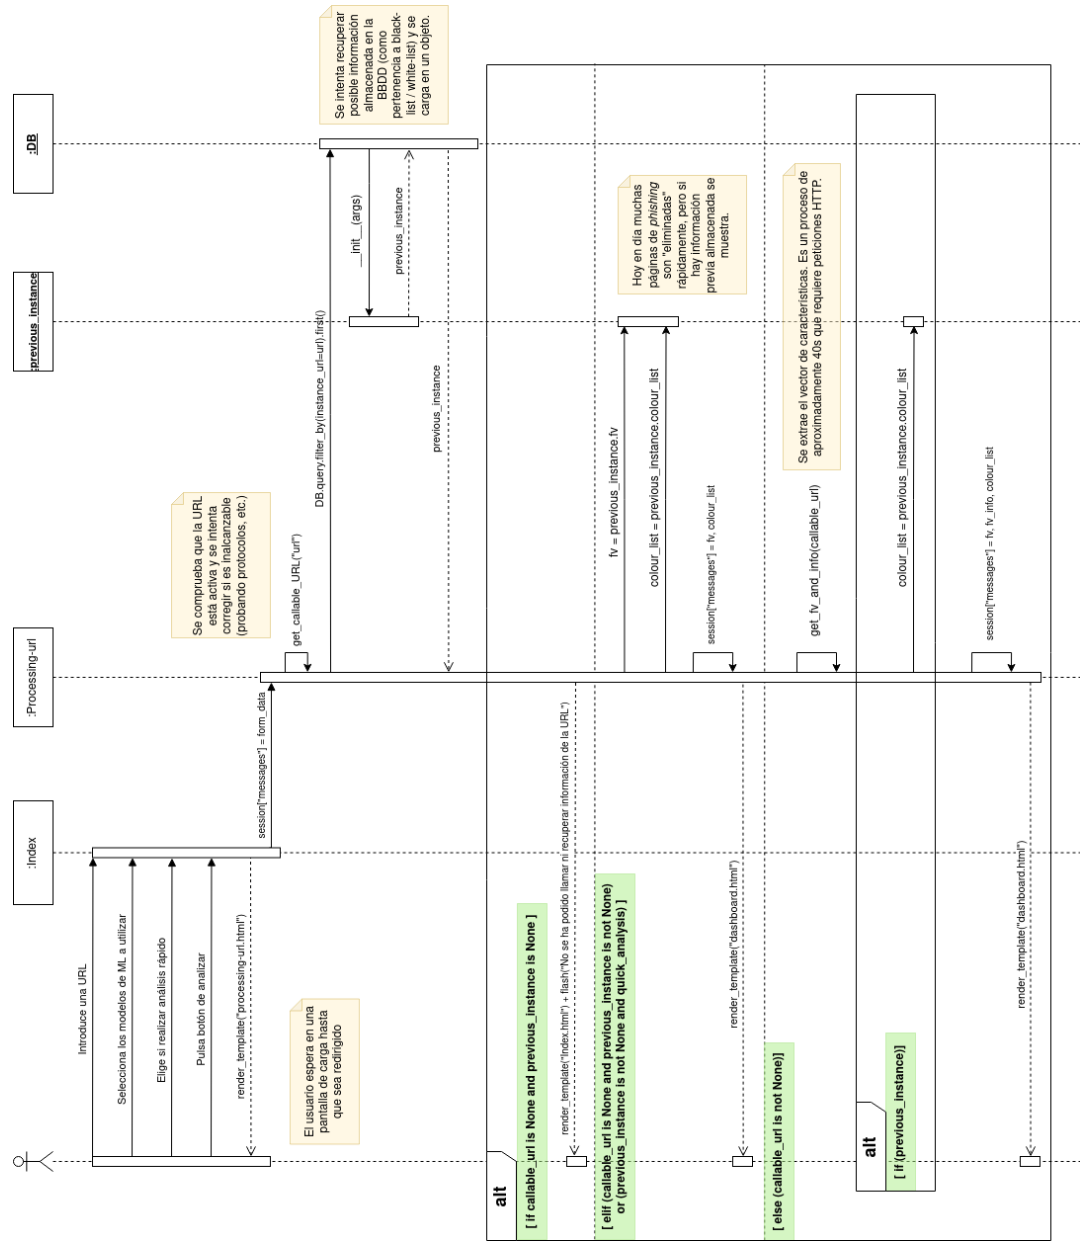 :Index
:Processing-url
:previous_instance
:DB
Introduce una URL
Selecciona los modelos de ML a utilizar
Elige si realizar análisis rápido
Pulsa botón de analizar
render_template("processing-url.html")
El usuario espera en una
pantalla de carga hasta
que sea redirigido
session["messages"] = form_data
Se comprueba que la URL
está activa y se intenta
corregir si es inalcanzable
(probando protocolos, etc.)
get_callable_URL("url")
DB.query.filter_by(instance_url=url).first()
Se intenta recuperar
posible información
almacenada en la
BBDD (como
pertenencia a black-
list / white-list) y se
carga en un objeto.
__init__(args)
previous_instance
previous_instance
alt
[ if callable_url is None and previous_instance is None ]
render_template("Index.html") + flash("No se ha podido llamar ni recuperar información de la URL")
[ elif (callable_url is None and previous_instance is not None)
or (previous_instance is not None and quick_analysis) ]
fv = previous_instance.fv
colour_list = previous_instance.colour_list
Hoy en día muchas
páginas de phishing
son "eliminadas"
rápidamente, pero si
hay información
previa almacenada se
muestra.
session["messages"] = fv, colour_list
render_template("dashboard.html")
[ else (callable_url is not None)]
get_fv_and_info(callable_url)
Se extrae el vector de características. Es un proceso de
aproximadamente 40s que requiere peticiones HTTP.
alt
[ if (previous_instance)]
colour_list = previous_instance.colour_list
session["messages"] = fv, fv_info, colour_list
render_template("dashboard.html")